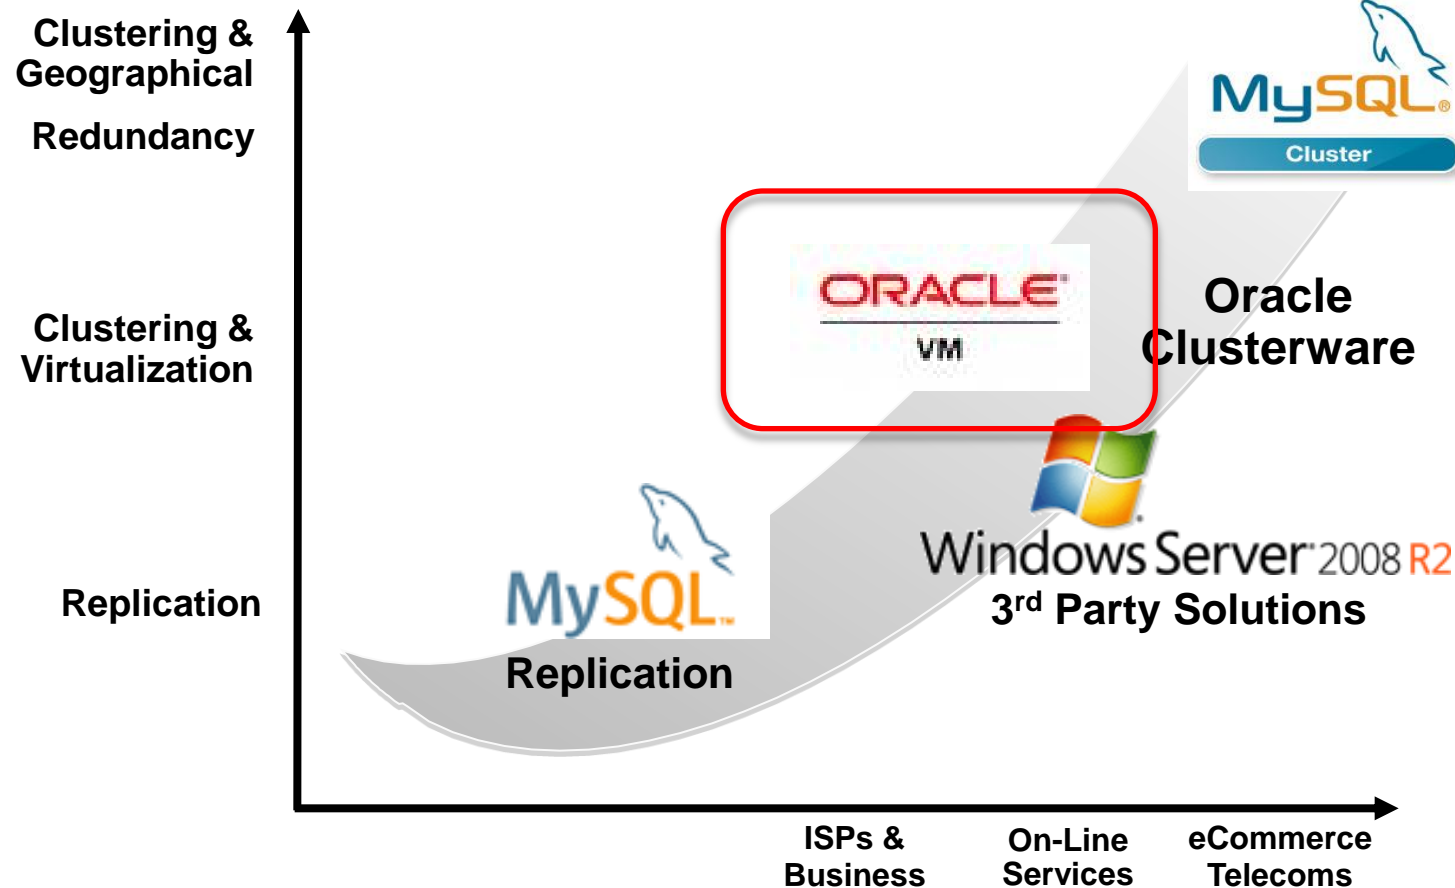 Clustering &
Geographical
Redundancy
MySQL®
Cluster
ORACLE®
VM
Oracle
Clusterware
Clustering &
Virtualization
Windows Server® 2008 R2
3rd Party Solutions
Replication
MySQL™
Replication
ISPs &
Business
On-Line
Services
eCommerce
Telecoms